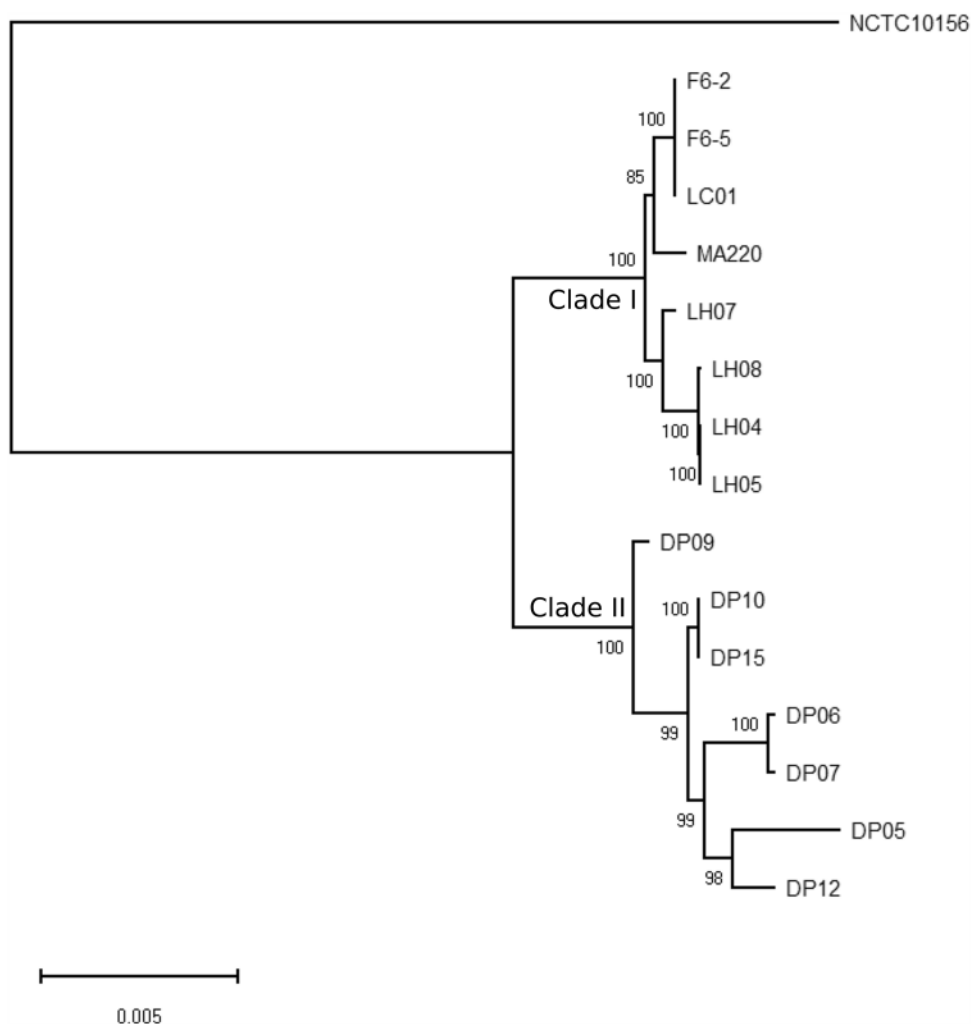 NCTC10156
F6-2
100
F6-5
85
LC01
MA220
100
Clade I
LH07
LH08
100
LH04
100
100
LH05
DP09
Clade II
DP10
100
100
DP15
DP06
99
100
DP07
99
DP05
98
DP12
0.005